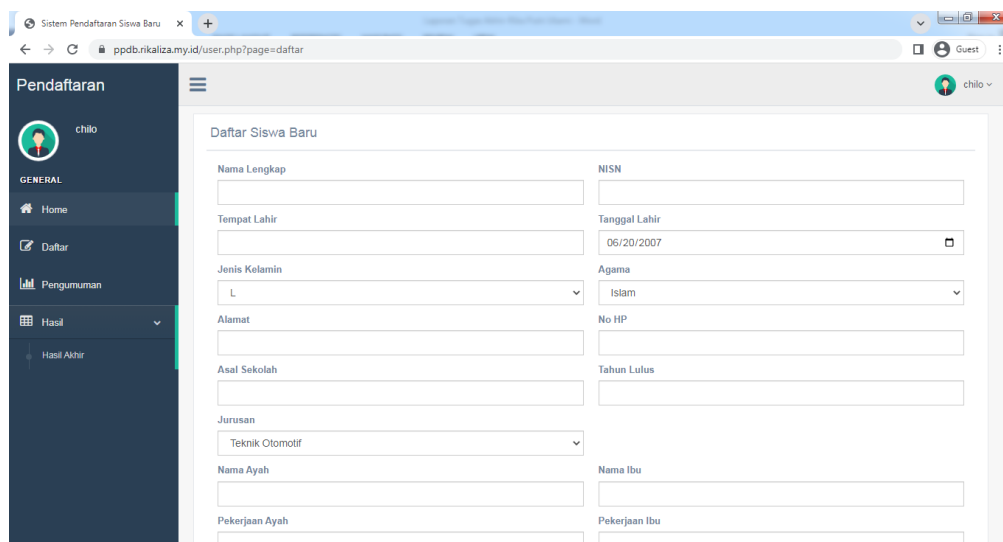 Sistem Pendaftaran Siswa Baru
ppdb.rikaliza.my.id/user.php?page=daftar
Guest
Pendaftaran
chilo
chilo
GENERAL
Home
Daftar
Pengumuman
Hasil
Hasil Akhir
Daftar Siswa Baru
Nama Lengkap NISN
Tempat Lahir Tanggal Lahir
06/20/2007
Jenis Kelamin Agama
L Islam
Alamat No HP
Asal Sekolah Tahun Lulus
Jurusan
Teknik Otomotif
Nama Ayah Nama Ibu
Pekerjaan Ayah Pekerjaan Ibu